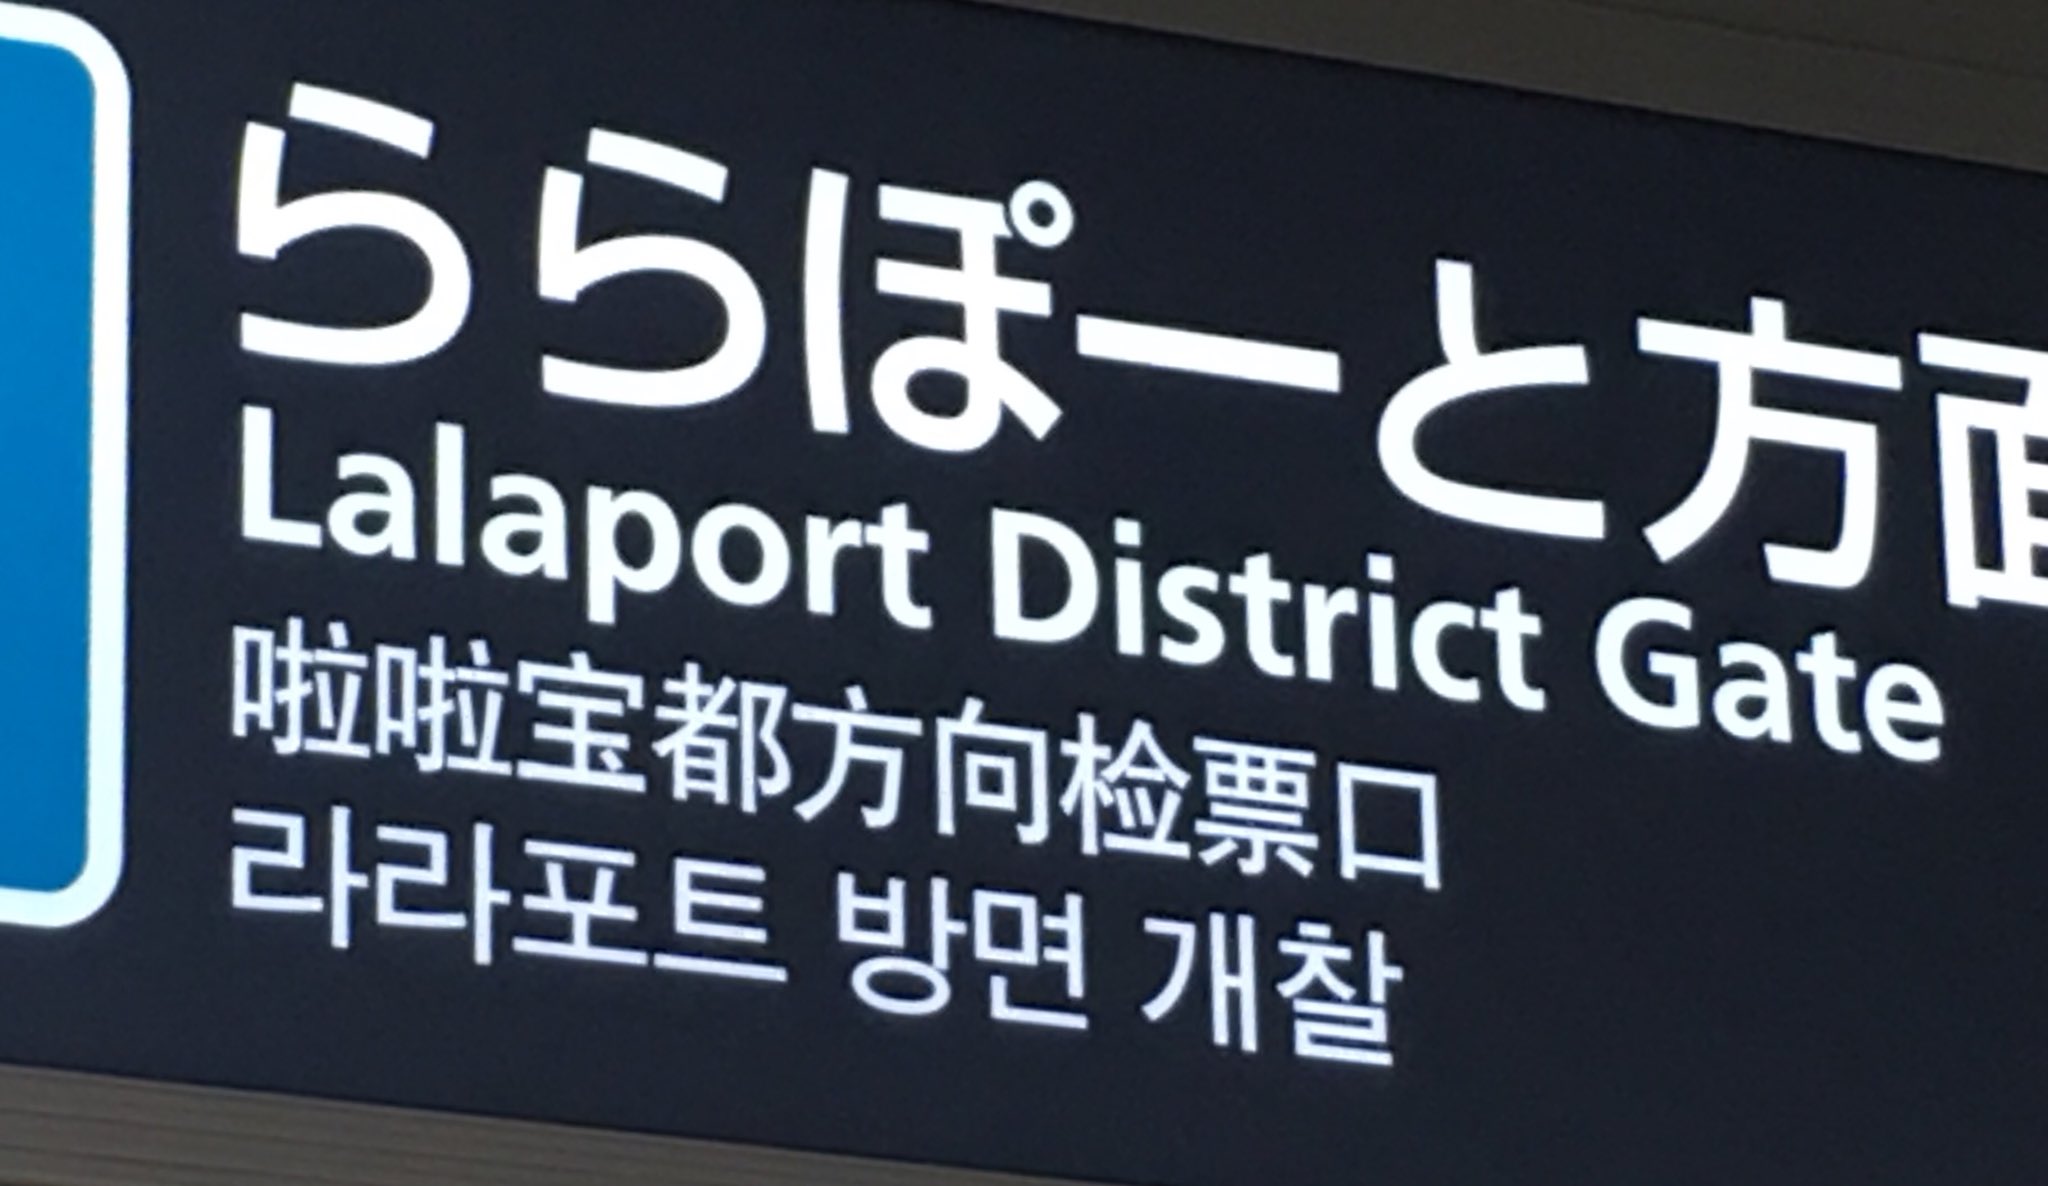 ららぽーと方面
Lalaport District Gate
啦啦宝都方向检票口
라라포트 방면 개찰